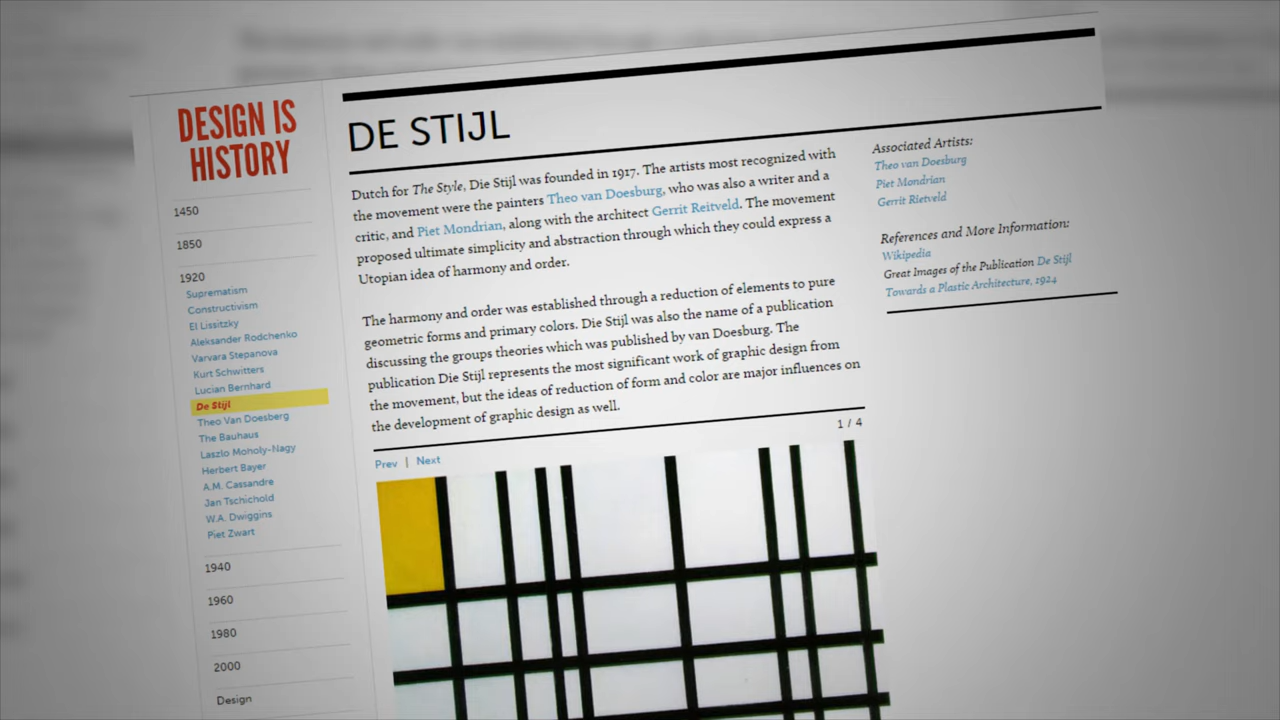 DESIGN IS
HISTORY
1450
1850
1920
Suprematism
Constructivism
El Lissitzky
Aleksander Rodchenko
Varvara Stepanova
Kurt Schwitters
Lucian Bernhard
De Stijl
Theo Van Doesberg
The Bauhaus
Laszlo Moholy-Nagy
Herbert Bayer
A.M. Cassandre
Jan Tschichold
W.A. Dwiggins
Piet Zwart
1940
1960
1980
2000
Design
DE STIJL
Dutch for The Style, Die Stijl was founded in 1917. The artists most recognized with
the movement were the painters Theo van Doesburg, who was also a writer and a
critic, and Piet Mondrian, along with the architect Gerrit Reitveld. The movement
proposed ultimate simplicity and abstraction through which they could express a
Utopian idea of harmony and order.
The harmony and order was established through a reduction of elements to pure
geometric forms and primary colors. Die Stijl was also the name of a publication
discussing the groups theories which was published by van Doesburg. The
publication Die Stijl represents the most significant work of graphic design from
the movement, but the ideas of reduction of form and color are major influences on
the development of graphic design as well.
1 / 4
Prev | Next
Associated Artists:
Theo van Doesburg
Piet Mondrian
Gerrit Rietveld
References and More Information:
Wikipedia
Great Images of the Publication De Stijl
Towards a Plastic Architecture, 1924